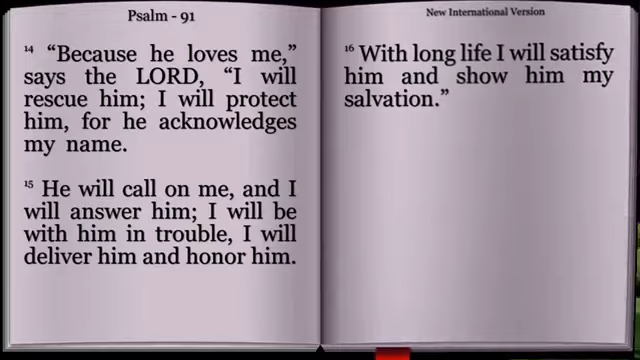 Psalm - 91
14 “Because he loves me,”
says the LORD, “I will
rescue him; I will protect
him, for he acknowledges
my name.
15 He will call on me, and I
will answer him; I will be
with him in trouble, I will
deliver him and honor him.
New International Version
16 With long life I will satisfy
him and show him my
salvation.”